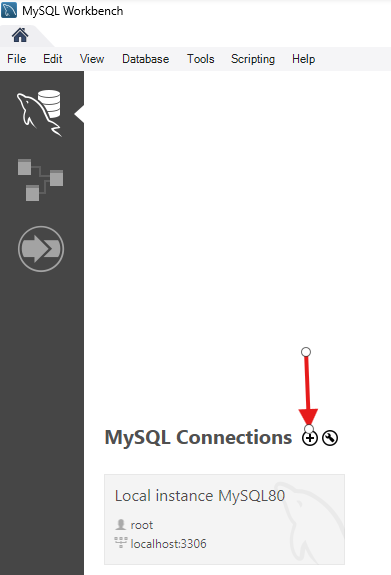 MySQL Workbench
File Edit View Database Tools Scripting Help
MySQL Connections
Local instance MySQL80
root
localhost:3306